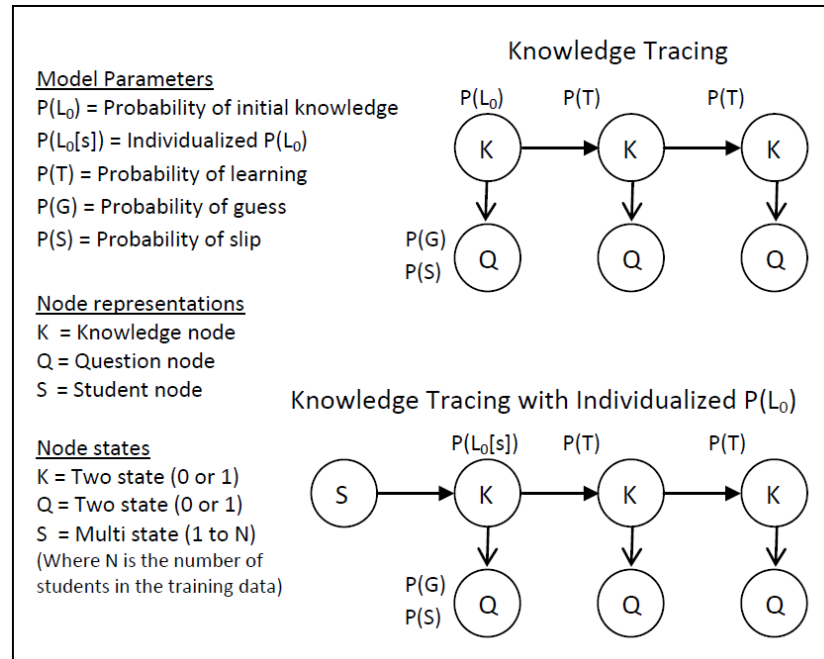 Model Parameters
P(L₀) = Probability of initial knowledge
P(L₀[s]) = Individualized P(L₀)
P(T) = Probability of learning
P(G) = Probability of guess
P(S) = Probability of slip
Node representations
K = Knowledge node
Q = Question node
S = Student node
Node states
K = Two state (0 or 1)
Q = Two state (0 or 1)
S = Multi state (1 to N)
(Where N is the number of
students in the training data)
Knowledge Tracing
P(L₀) P(T) P(T)
K K K
P(G)
P(S)
Q Q Q
Knowledge Tracing with Individualized P(L₀)
P(L₀[s]) P(T) P(T)
S K K K
P(G)
P(S)
Q Q Q